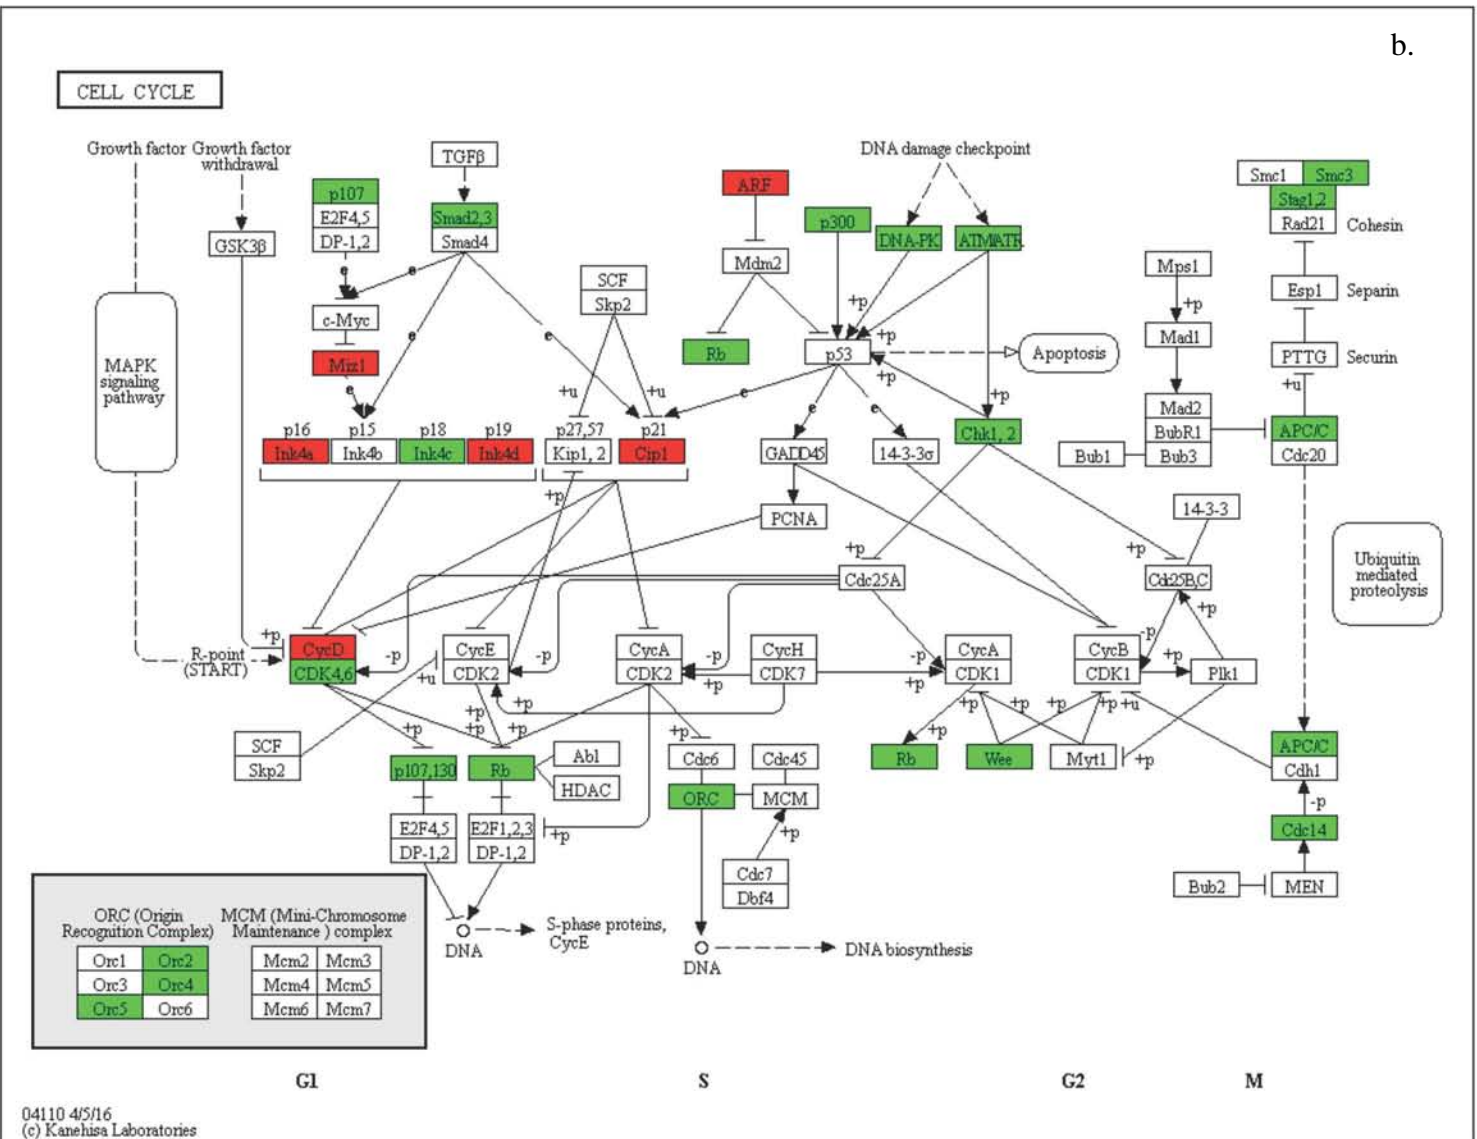 b.
CELL CYCLE
Growth factor
Growth factor
withdrawal
TGFβ
DNA damage checkpoint
p107
E2F4,5
DP-1,2
Smad2,3
Smad4
GSK3β
ARF
p300
DNA-PK
ATM/ATR
Smc1
Smc3
Stag1,2
Rad21
Cohesin
e
e
Mdm2
SCF
Skp2
Mps1
Esp1
Separin
c-Myc
+p
+p
e
e
Rb
p53
+p
+p
Apoptosis
Mad1
PTTG
Securin
MAPK
signaling
pathway
Miz1
e
+u
+u
e
e
e
+p
+u
Mad2
BubR1
Bub3
Bub1
p16
p15
p18
p19
p27,57
p21
Ink4a
Ink4b
Ink4c
Ink4d
Kip1, 2
Cip1
GADD45
14-3-3σ
Chk1, 2
APC/C
Cdc20
+p
PCNA
14-3-3
+p
+p
Cdc25A
Cdc25B,C
Ubiquitin
mediated
proteolysis
+p
+p
-p
R-point
(START)
CycD
CDK4,6
-p
CycE
CDK2
-p
CycA
CDK2
-p
+p
CycH
CDK7
-p
+p
CycA
CDK1
CycB
CDK1
+p
Plk1
+u
+p
+p
+p
+p
+p
+p
+p
+p
+p
+p
+p
+u
SCF
Skp2
p107,130
Rb
Abl
HDAC
Cdc6
Cdc45
ORC
MCM
Rb
Wee
Myt1
+p
APC/C
Cdh1
-p
E2F4,5
DP-1,2
E2F1,2,3
DP-1,2
+p
+p
Cdc14
Cdc7
Dbf4
Bub2
MEN
DNA
S-phase proteins,
CycE
DNA
DNA biosynthesis
ORC (Origin
Recognition Complex)
MCM (Mini-Chromosome
Maintenance ) complex
Orc1
Orc2
Mcm2
Mcm3
Orc3
Orc4
Mcm4
Mcm5
Orc5
Orc6
Mcm6
Mcm7
G1
S
G2
M
04110 4/5/16
(c) Kanehisa Laboratories